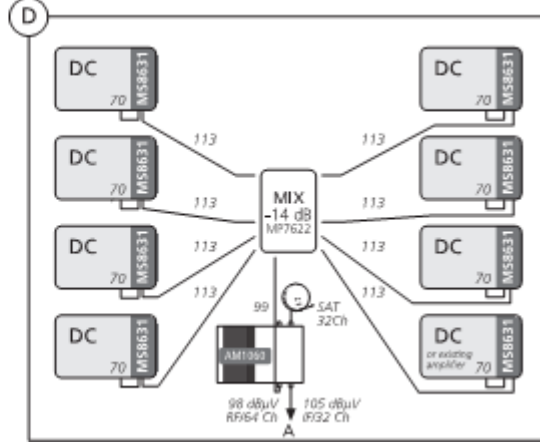 D
DC
70
MS8631
113
DC
70
MS8631
113
DC
70
MS8631
113
DC
70
MS8631
113
MIX
-14 dB
MP7622
113
DC
70
MS8631
113
DC
70
MS8631
113
DC
70
MS8631
113
DC
or existing
amplifier
70
MS8631
99
SAT
32Ch
AM1060
98 dBµV
RF/64 Ch
105 dBµV
IF/32 Ch
A